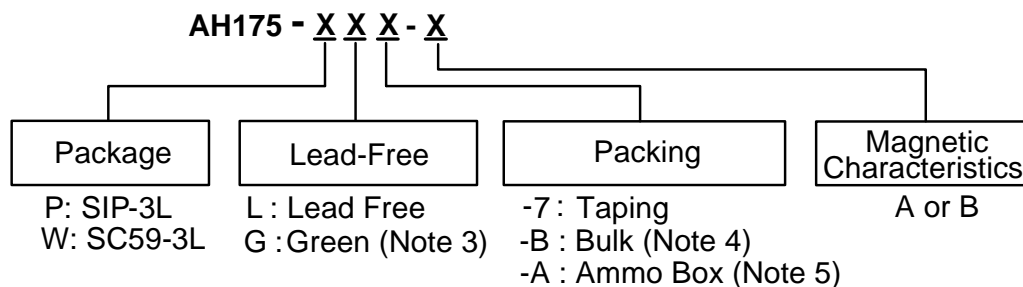 AH175 - X X X - X
Package
Lead-Free
Packing
Magnetic
Characteristics
P: SIP-3L
W: SC59-3L
L : Lead Free
G : Green (Note 3)
-7 : Taping
-B : Bulk (Note 4)
-A : Ammo Box (Note 5)
A or B